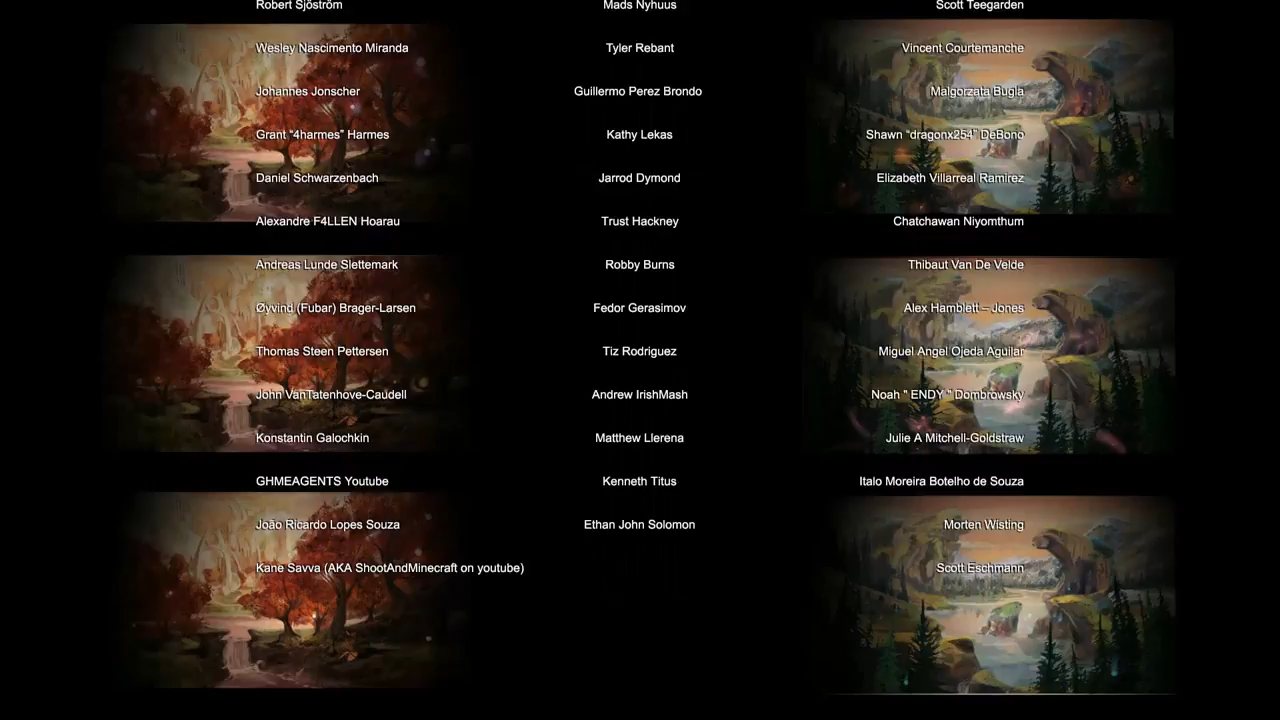 Robert Sjöström
Mads Nyhuus
Scott Teegarden
Wesley Nascimento Miranda
Tyler Rebant
Vincent Courtemanche
Johannes Jonscher
Guillermo Perez Brondo
Malgorzata Bugla
Grant “4harmes” Harmes
Kathy Lekas
Shawn “dragonx254” DeBono
Daniel Schwarzenbach
Jarrod Dymond
Elizabeth Villarreal Ramirez
Alexandre F4LLEN Hoarau
Trust Hackney
Chatchawan Niyomthum
Andreas Lunde Slettemark
Robby Burns
Thibaut Van De Velde
Øyvind (Fubar) Brager-Larsen
Fedor Gerasimov
Alex Hamblett – Jones
Thomas Steen Pettersen
Tiz Rodriguez
Miguel Angel Ojeda Aguilar
John VanTatenhove-Caudell
Andrew IrishMash
Noah " ENDY " Dombrowsky
Konstantin Galochkin
Matthew Llerena
Julie A Mitchell-Goldstraw
GHMEAGENTS Youtube
Kenneth Titus
Italo Moreira Botelho de Souza
João Ricardo Lopes Souza
Ethan John Solomon
Morten Wisting
Kane Savva (AKA ShootAndMinecraft on youtube)
Scott Eschmann